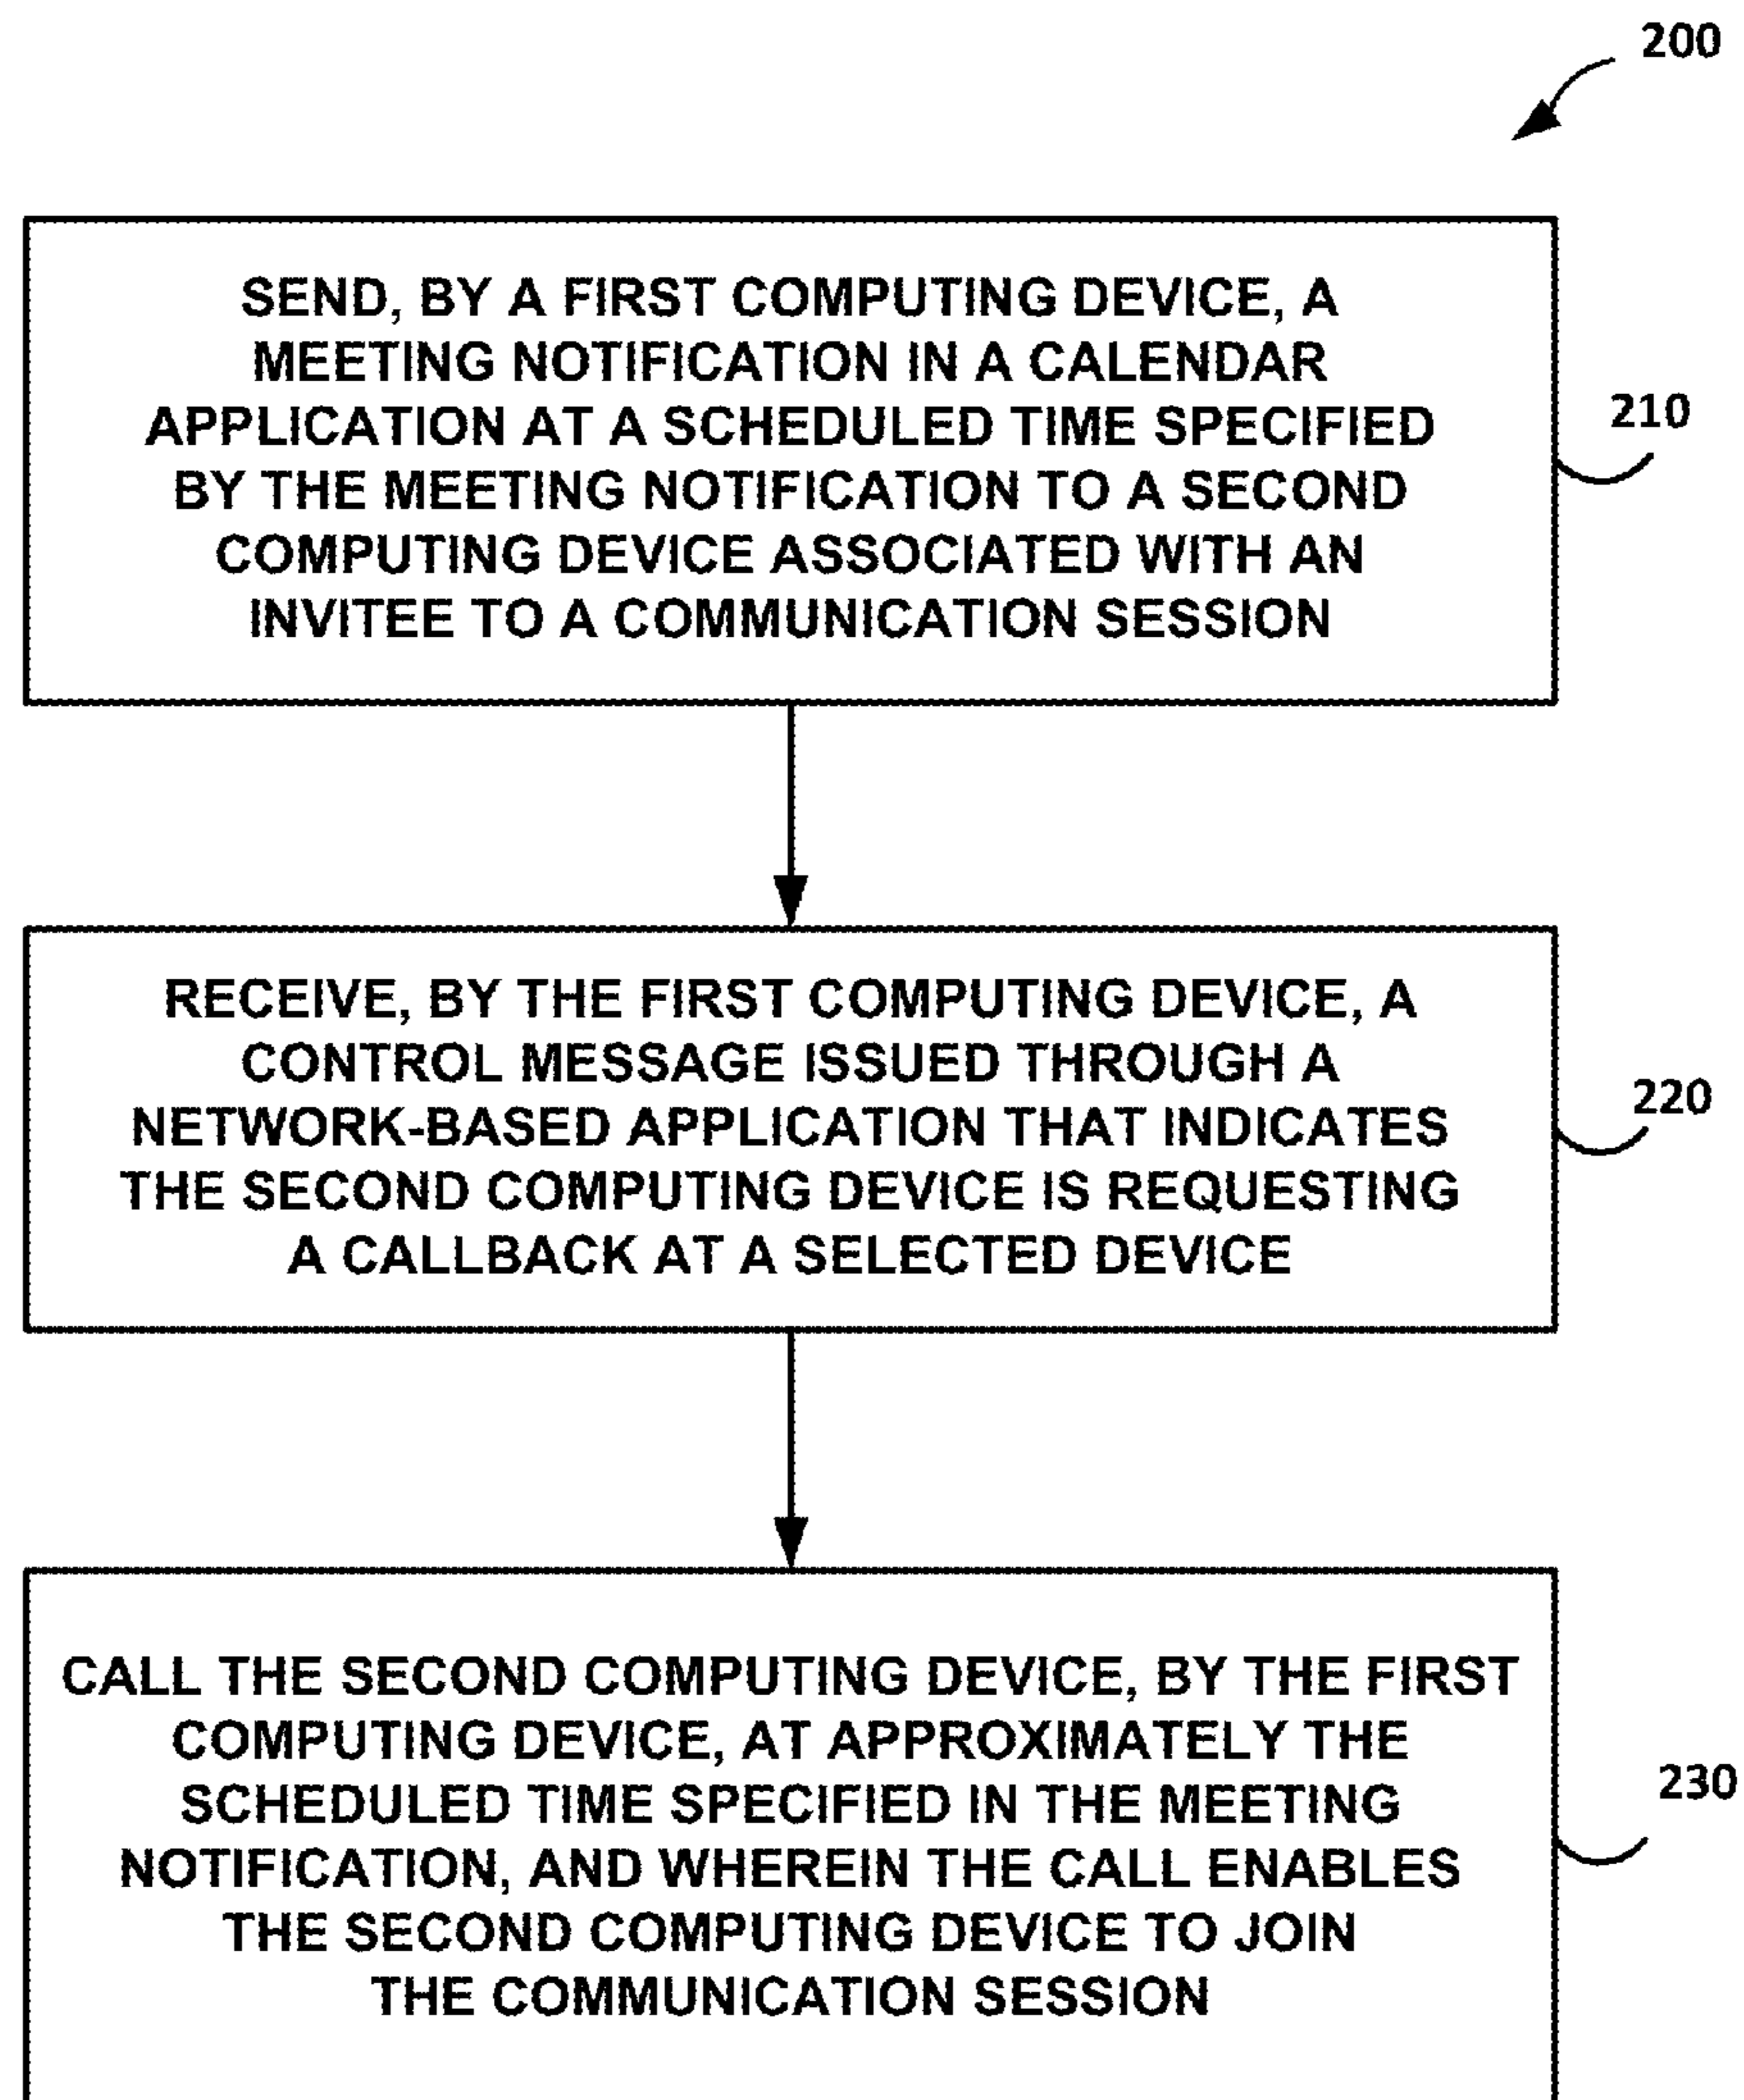 200
SEND, BY A FIRST COMPUTING DEVICE, A
MEETING NOTIFICATION IN A CALENDAR
APPLICATION AT A SCHEDULED TIME SPECIFIED
BY THE MEETING NOTIFICATION TO A SECOND
COMPUTING DEVICE ASSOCIATED WITH AN
INVITEE TO A COMMUNICATION SESSION
210
RECEIVE, BY THE FIRST COMPUTING DEVICE, A
CONTROL MESSAGE ISSUED THROUGH A
NETWORK-BASED APPLICATION THAT INDICATES
THE SECOND COMPUTING DEVICE IS REQUESTING
A CALLBACK AT A SELECTED DEVICE
220
CALL THE SECOND COMPUTING DEVICE, BY THE FIRST
COMPUTING DEVICE, AT APPROXIMATELY THE
SCHEDULED TIME SPECIFIED IN THE MEETING
NOTIFICATION, AND WHEREIN THE CALL ENABLES
THE SECOND COMPUTING DEVICE TO JOIN
THE COMMUNICATION SESSION
230